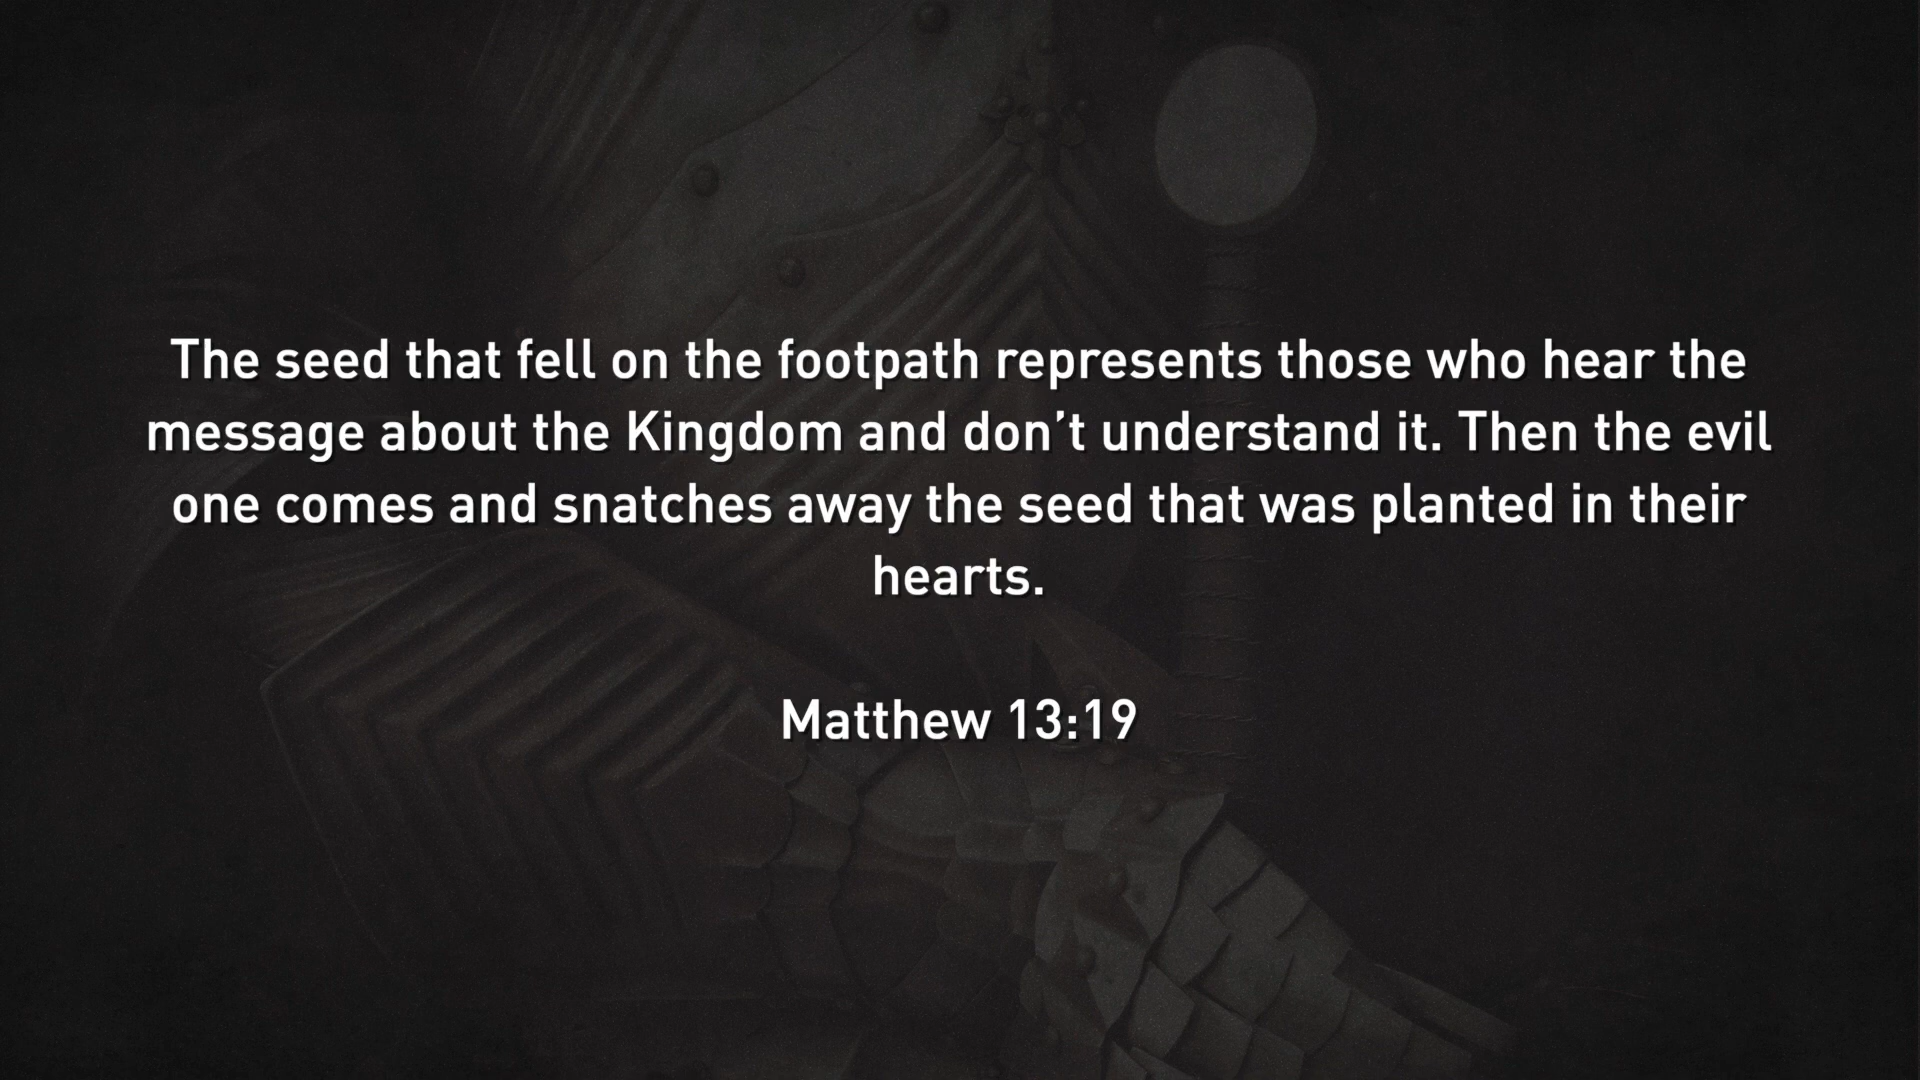 The seed that fell on the footpath represents those who hear the
message about the Kingdom and don’t understand it. Then the evil
one comes and snatches away the seed that was planted in their
hearts.
Matthew 13:19